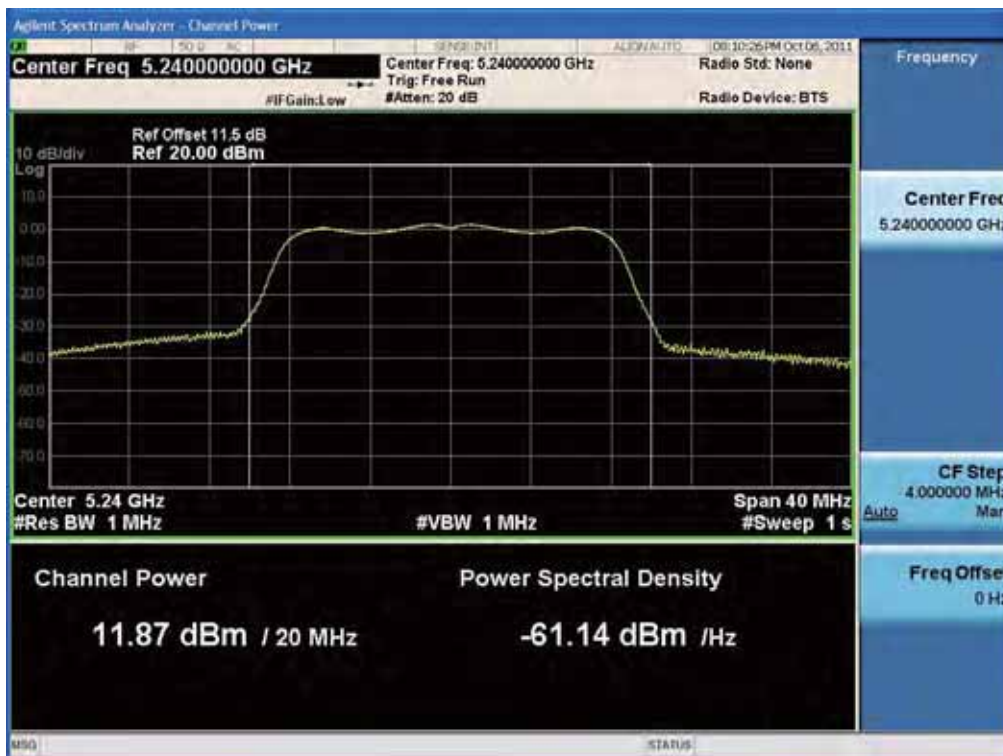 Agilent Spectrum Analyzer - Channel Power
RF 50 Ω AC SENSE:INT ALIGN AUTO 08:10:26 PM Oct 06, 2011
Center Freq 5.240000000 GHz
Center Freq: 5.240000000 GHz
Radio Std: None
Trig: Free Run
#IFGain:Low
#Atten: 20 dB
Radio Device: BTS
Ref Offset 11.5 dB
10 dB/div
Ref 20.00 dBm
Log
10.0
0.00
-10.0
-20.0
-30.0
-40.0
-50.0
-60.0
-70.0
Center 5.24 GHz
Span 40 MHz
#Res BW 1 MHz
#VBW 1 MHz
#Sweep 1 s
Channel Power
Power Spectral Density
11.87 dBm / 20 MHz
-61.14 dBm /Hz
MSG
STATUS
Frequency
Center Freq
5.240000000 GHz
CF Step
4.000000 MHz
Auto Man
Freq Offset
0 Hz